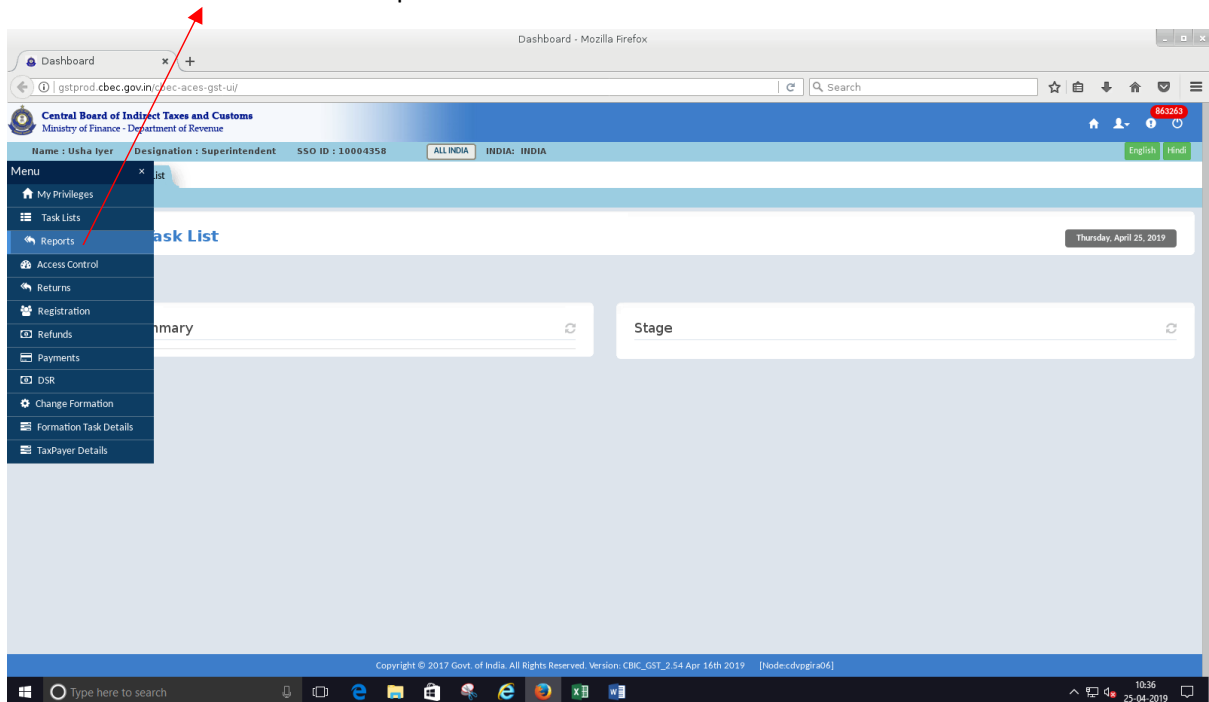 Dashboard - Mozilla Firefox
Dashboard
gstprod.cbec.gov.in/cbec-aces-gst-ui/
Search
Central Board of Indirect Taxes and Customs
Ministry of Finance - Department of Revenue
863263
Name : Usha Iyer Designation : Superintendent SSO ID : 10004358 ALL INDIA INDIA: INDIA English Hindi
Menu ×
My Privileges
Task Lists
Reports
ask List
Thursday, April 25, 2019
Access Control
Returns
Registration
Refunds
Stage
Payments
DSR
Change Formation
Formation Task Details
TaxPayer Details
Copyright © 2017 Govt. of India. All Rights Reserved. Version: CBIC_GST_2.54 Apr 16th 2019 [Node:cdvpgira06]
Type here to search
10:36
25-04-2019